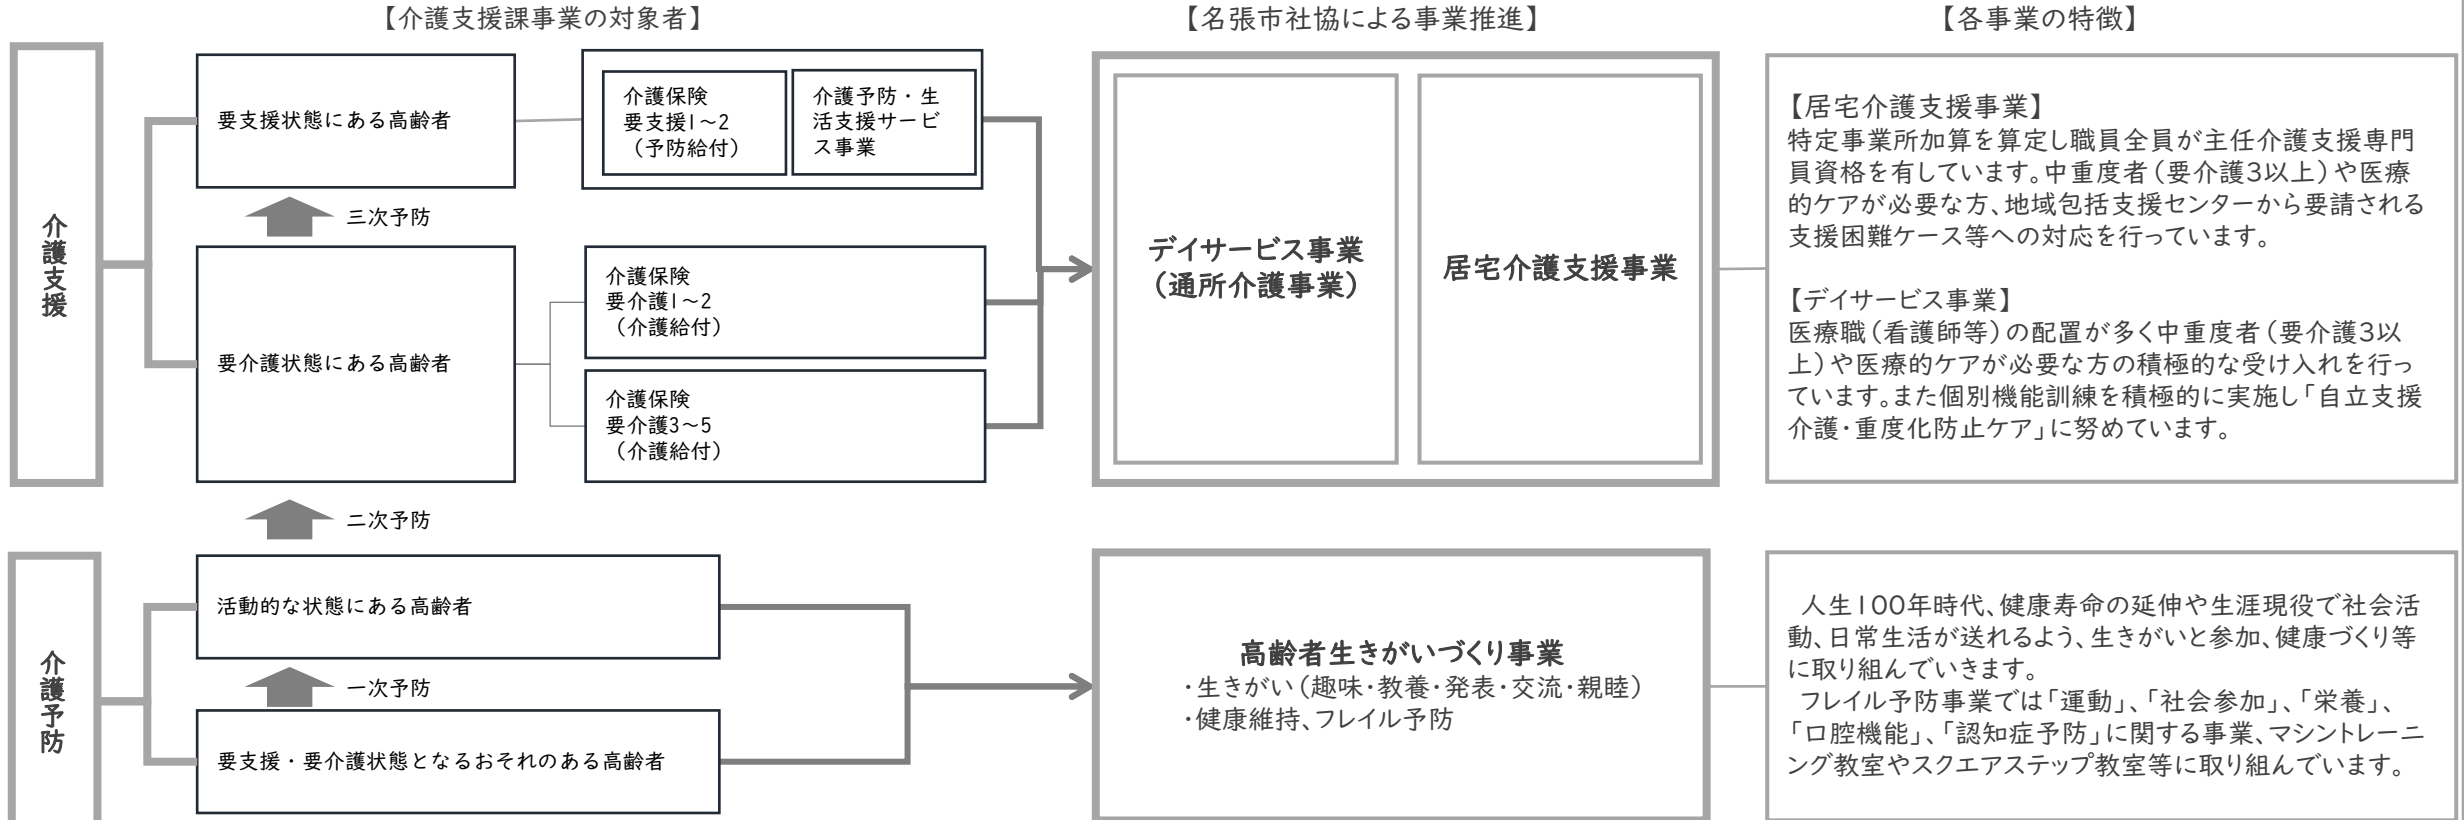 【介護支援課事業の対象者】
【名張市社協による事業推進】
【各事業の特徴】
介護支援
要支援状態にある高齢者
介護保険
要支援1~2
（予防給付）
介護予防・生
活支援サービ
ス事業
三次予防
要介護状態にある高齢者
介護保険
要介護1~2
（介護給付）
介護保険
要介護3~5
（介護給付）
デイサービス事業
（通所介護事業）
居宅介護支援事業
【居宅介護支援事業】
特定事業所加算を算定し職員全員が主任介護支援専門
員資格を有しています。中重度者（要介護3以上）や医療
的ケアが必要な方、地域包括支援センターから要請される
支援困難ケース等への対応を行っています。
【デイサービス事業】
医療職（看護師等）の配置が多く中重度者（要介護3以
上）や医療的ケアが必要な方の積極的な受け入れを行っ
ています。また個別機能訓練を積極的に実施し「自立支援
介護・重度化防止ケア」に努めています。
二次予防
介護予防
活動的な状態にある高齢者
一次予防
要支援・要介護状態となるおそれのある高齢者
高齢者生きがいづくり事業
・生きがい（趣味・教養・発表・交流・親睦）
・健康維持、フレイル予防
人生100年時代、健康寿命の延伸や生涯現役で社会活
動、日常生活が送れるよう、生きがいと参加、健康づくり等
に取り組んでいきます。
フレイル予防事業では「運動」、「社会参加」、「栄養」、
「口腔機能」、「認知症予防」に関する事業、マシントレーニ
ング教室やスクエアステップ教室等に取り組んでいます。